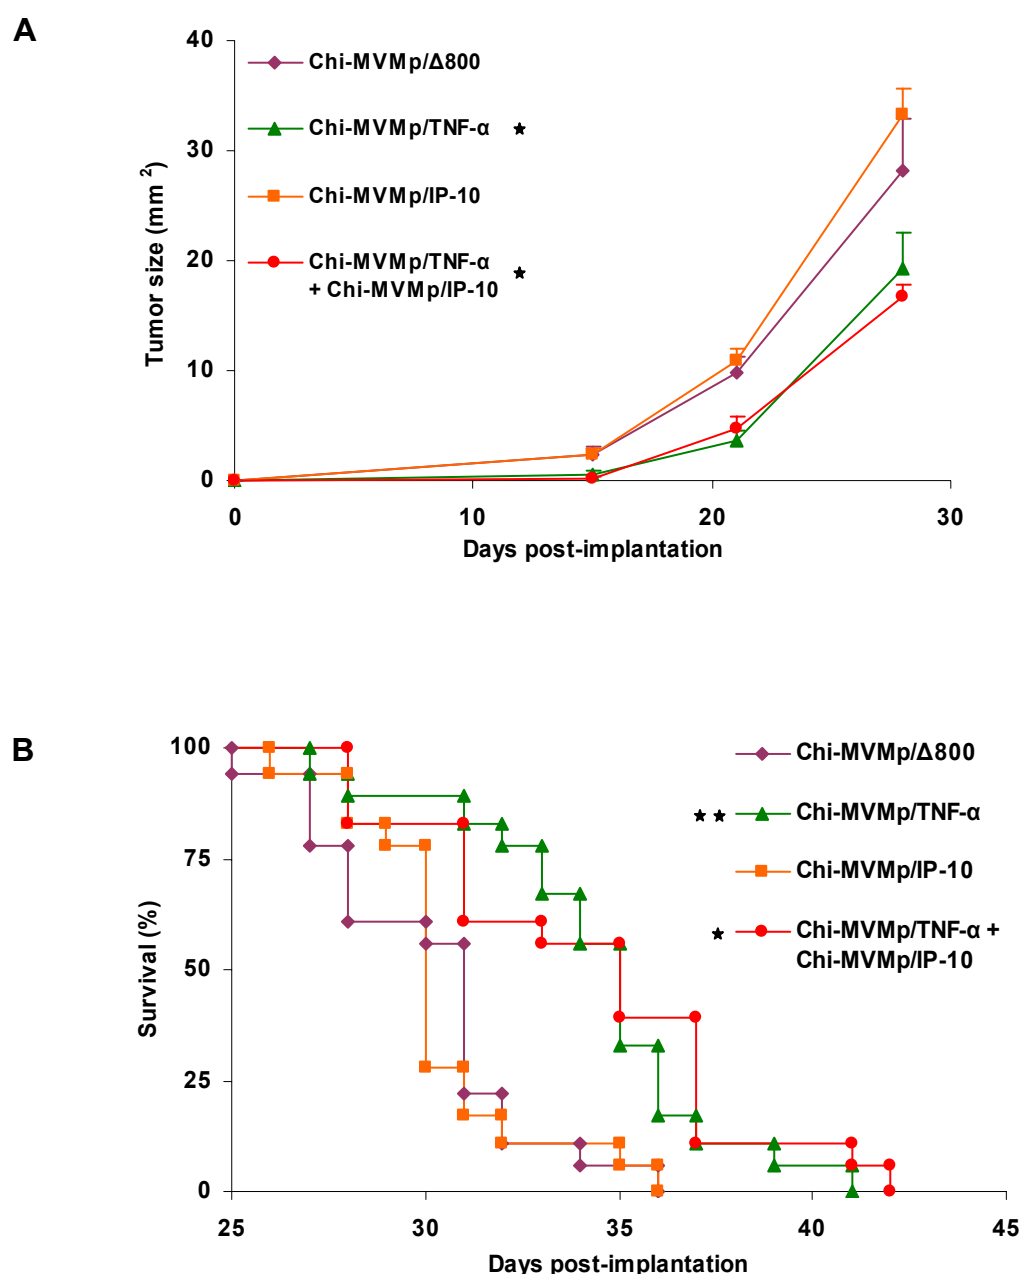 A
40
30
20
10
0
Tumor size (mm 2)
Chi-MVMp/Δ800
Chi-MVMp/TNF-α
Chi-MVMp/IP-10
Chi-MVMp/TNF-α
+ Chi-MVMp/IP-10
0 10 20 30
Days post-implantation
B
100
75
50
25
0
Survival (%)
Chi-MVMp/Δ800
Chi-MVMp/TNF-α
Chi-MVMp/IP-10
Chi-MVMp/TNF-α +
Chi-MVMp/IP-10
25 30 35 40 45
Days post-implantation